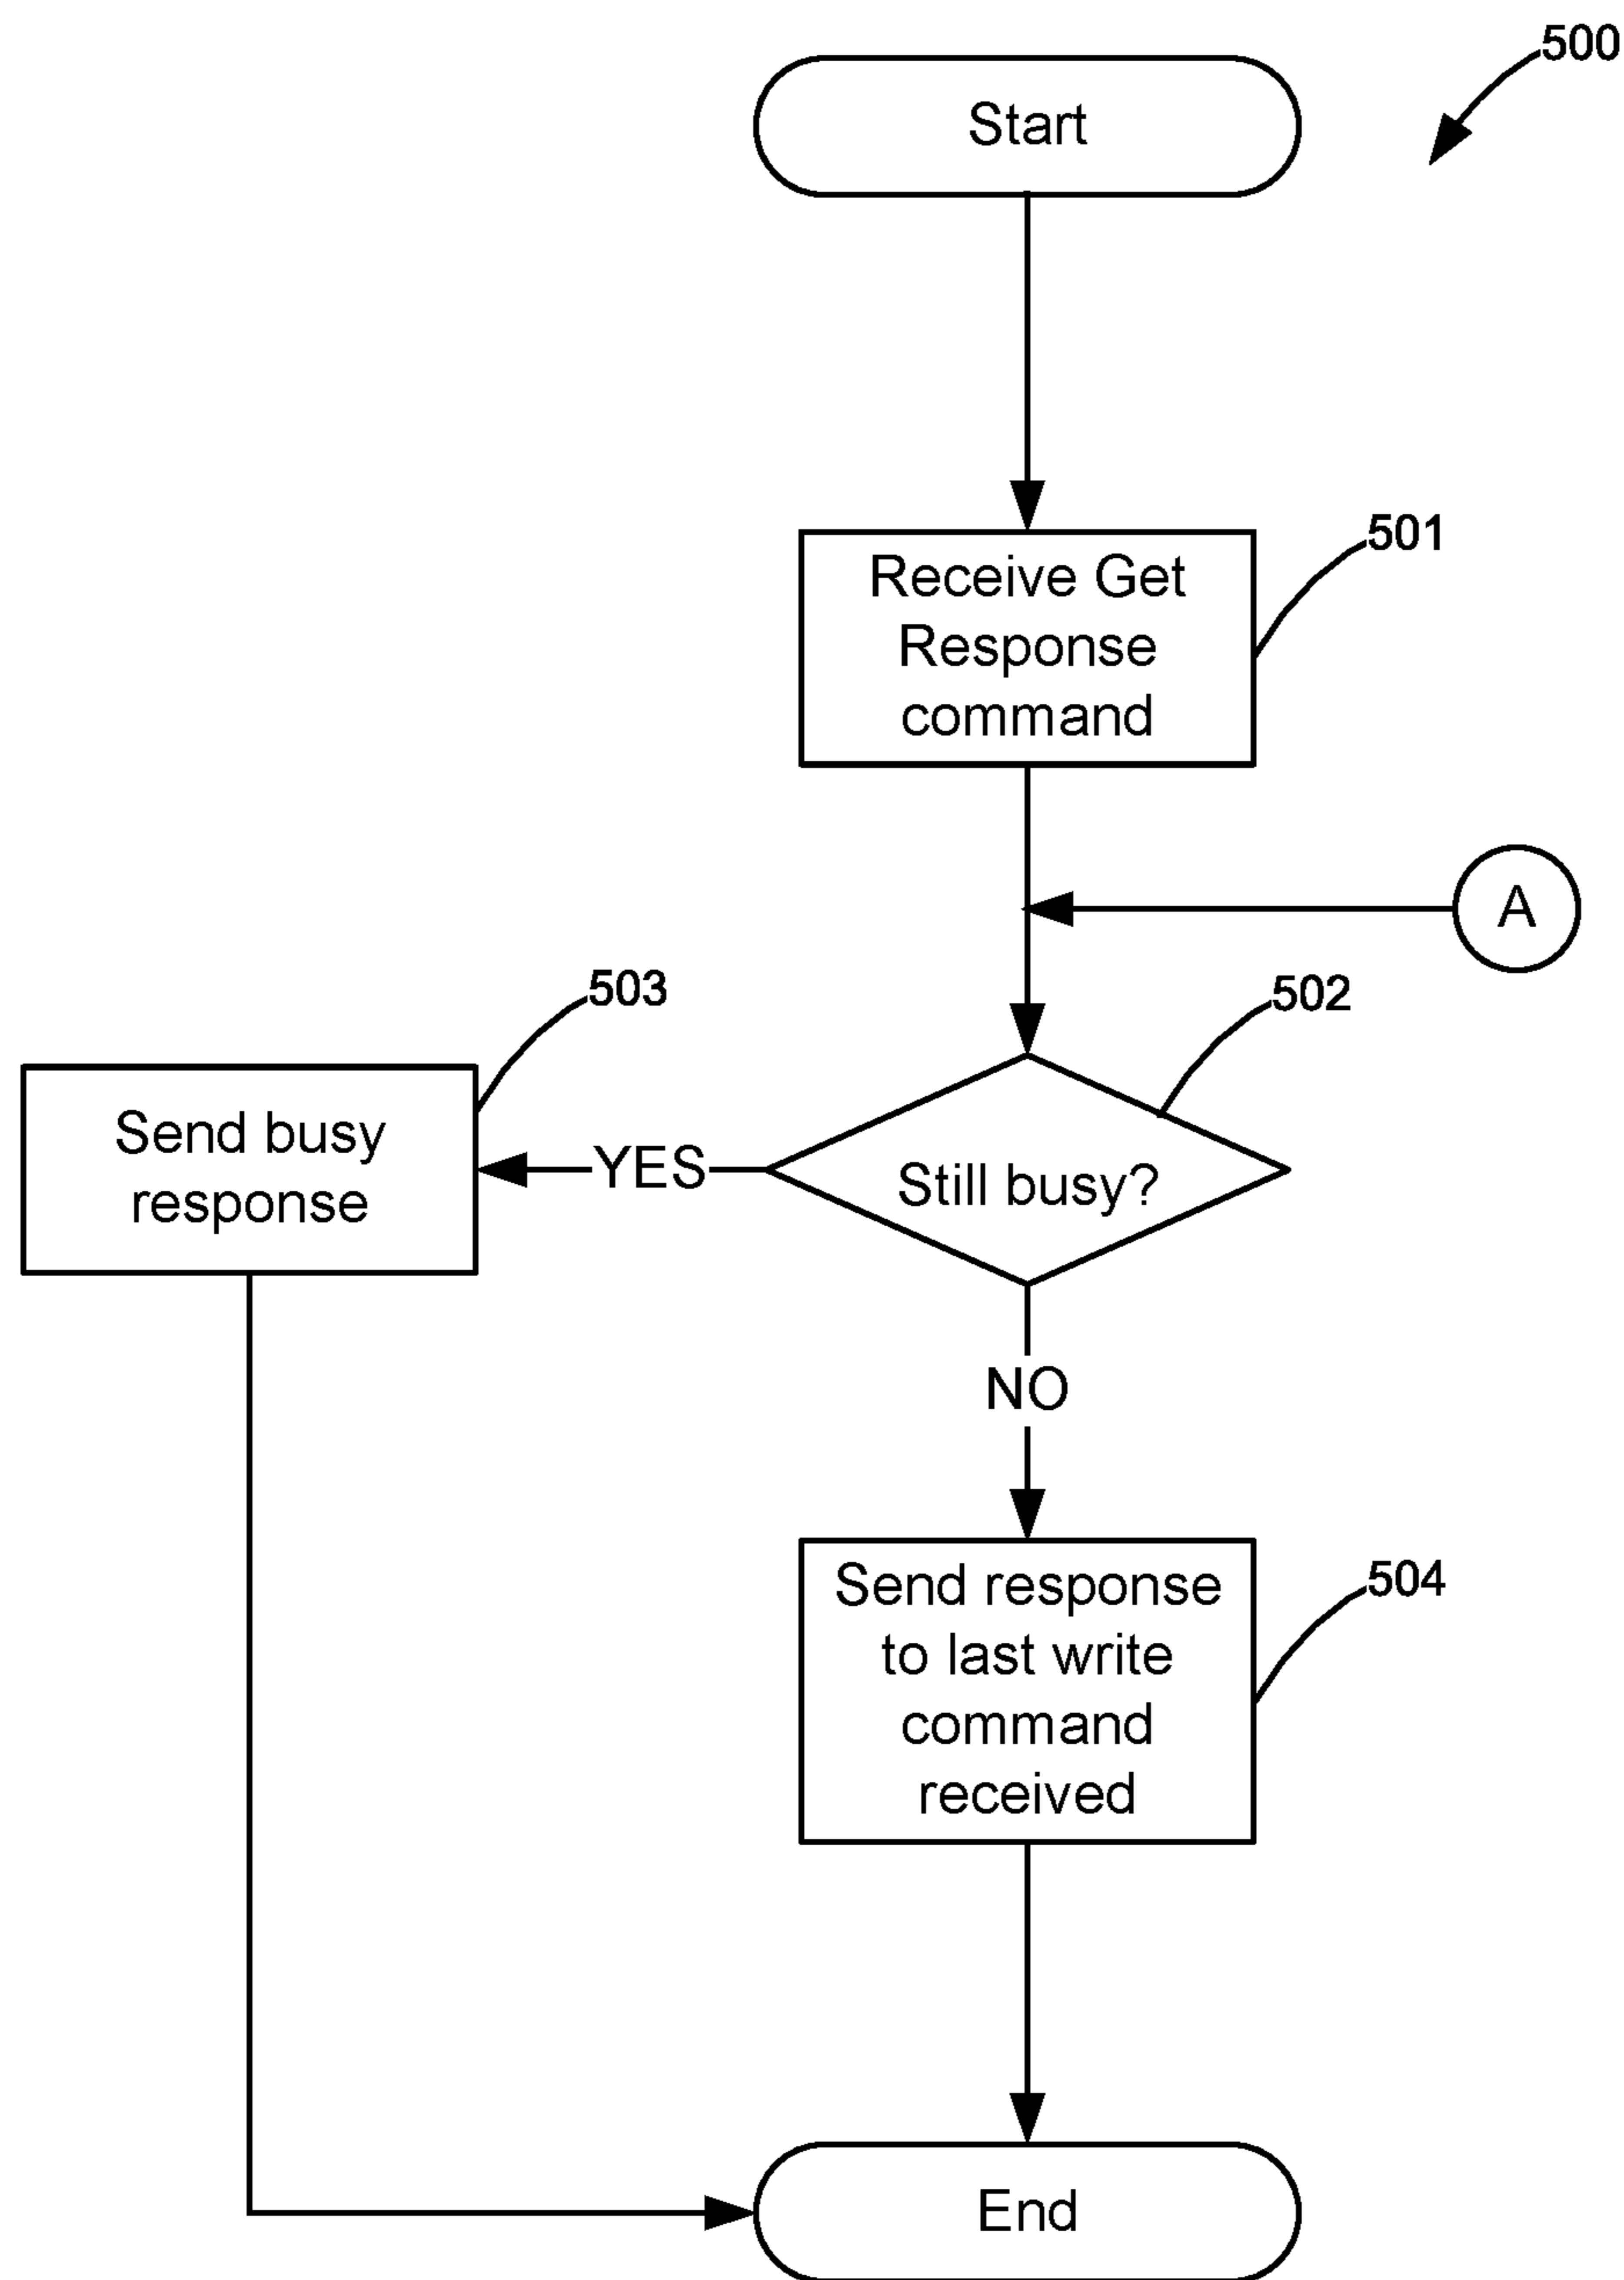 500
Start
501
Receive Get
Response
command
A
502
503
Send busy
response
YES
Still busy?
NO
504
Send response
to last write
command
received
End